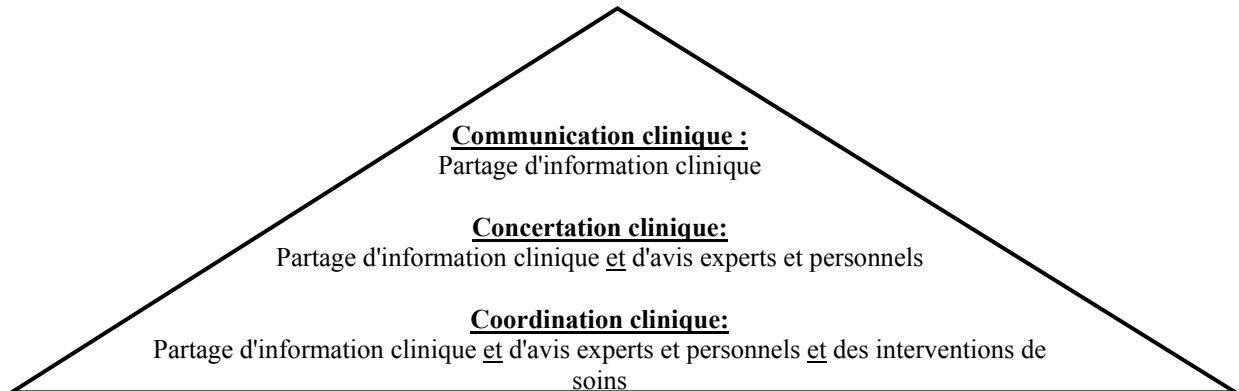 Communication clinique :
Partage d'information clinique
Concertation clinique:
Partage d'information clinique et d'avis experts et personnels
Coordination clinique:
Partage d'information clinique et d'avis experts et personnels et des interventions de
soins